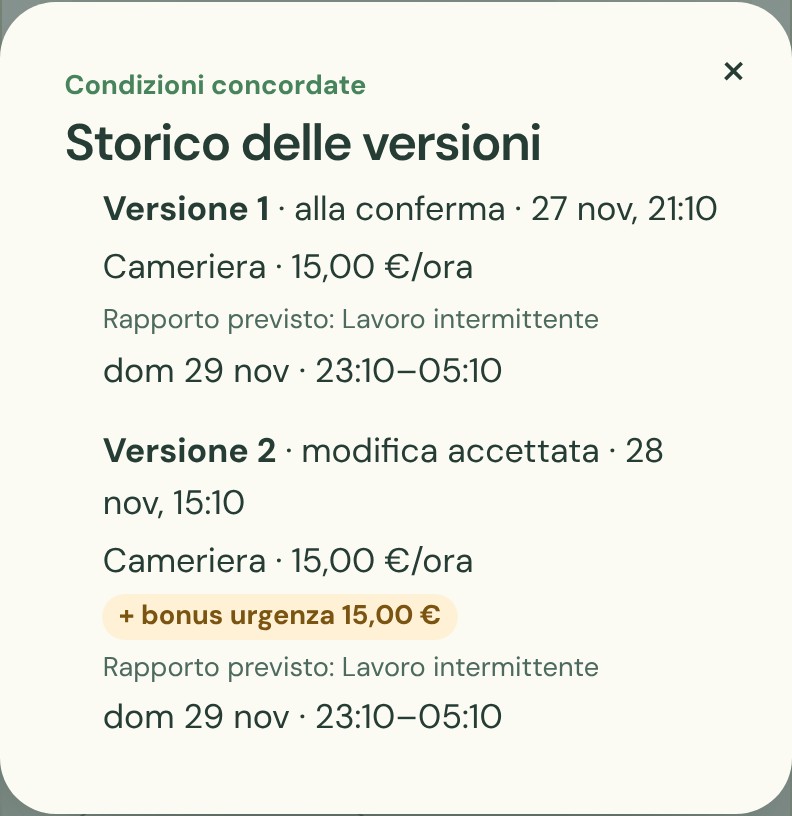 Condizioni concordate
×
Storico delle versioni
Versione 1 · alla conferma · 27 nov, 21:10
Cameriera · 15,00 €/ora
Rapporto previsto: Lavoro intermittente
dom 29 nov · 23:10–05:10
Versione 2 · modifica accettata · 28
nov, 15:10
Cameriera · 15,00 €/ora
+ bonus urgenza 15,00 €
Rapporto previsto: Lavoro intermittente
dom 29 nov · 23:10–05:10